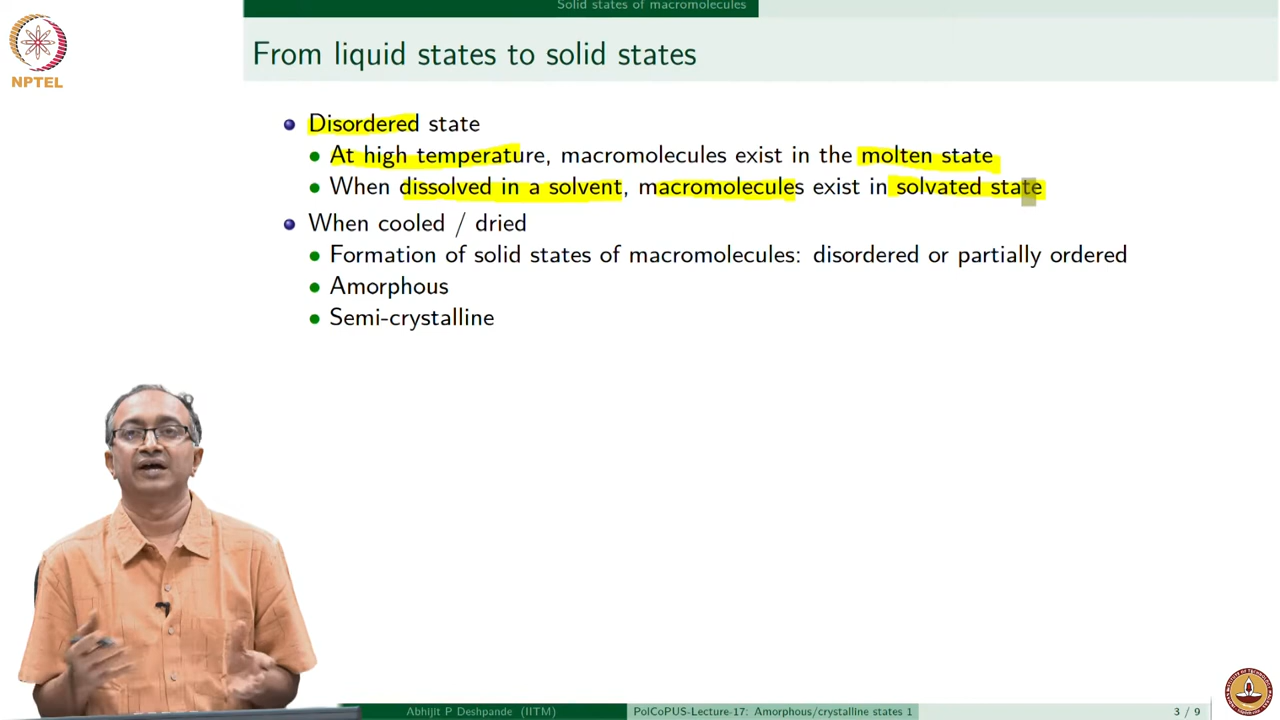 Solid states of macromolecules
NPTEL
From liquid states to solid states
Disordered state
At high temperature, macromolecules exist in the molten state
When dissolved in a solvent, macromolecules exist in solvated state
When cooled / dried
Formation of solid states of macromolecules: disordered or partially ordered
Amorphous
Semi-crystalline
Abhijit P Deshpande (IITM) PolCoPUS-Lecture-17: Amorphous/crystalline states 1 3 / 9